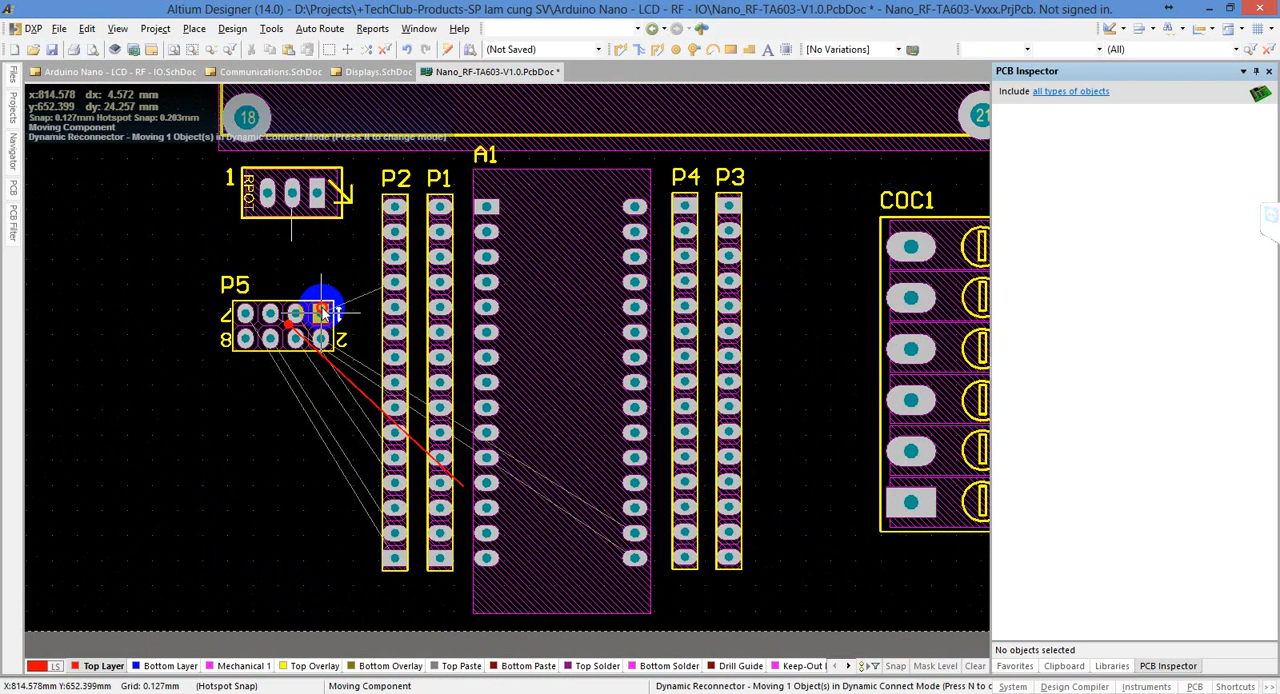 Altium Designer (14.0) - D:\Projects\+TechClub-Products-SP lam cung SV\Arduino Nano - LCD - RF - IO\Nano_RF-TA603-V1.0.PcbDoc * - Nano_RF-TA603-Vxxx.PrjPcb. Not signed in.
DXP File Edit View Project Place Design Tools Auto Route Reports Window Help
(Not Saved) [No Variations] (All)
Arduino Nano - LCD - RF - IO.SchDoc Communications.SchDoc Displays.SchDoc Nano_RF-TA603-V1.0.PcbDoc *
PCB Inspector
Include all types of objects
Files
Projects
Navigator
PCB
PCB Filter
x:814.578 dx: 4.572 mm
y:652.399 dy: 24.257 mm
Snap: 0.127mm Hotspot Snap: 0.203mm
Moving Component
Dynamic Reconnector - Moving 1 Object(s) in Dynamic Connect Mode (Press N to change mode)
18
21
A1
1
RPOT
P2 P1 P4 P3
COC1
P5
7
1
8
2
No objects selected
Favorites Clipboard Libraries PCB Inspector
LS Top Layer Bottom Layer Mechanical 1 Top Overlay Bottom Overlay Top Paste Bottom Paste Top Solder Bottom Solder Drill Guide Keep-Out Snap Mask Level Clear
X:814.578mm Y:652.399mm Grid: 0.127mm (Hotspot Snap) Moving Component Dynamic Reconnector - Moving 1 Object(s) in Dynamic Connect Mode (Press N to c System Design Compiler Instruments PCB Shortcuts >>